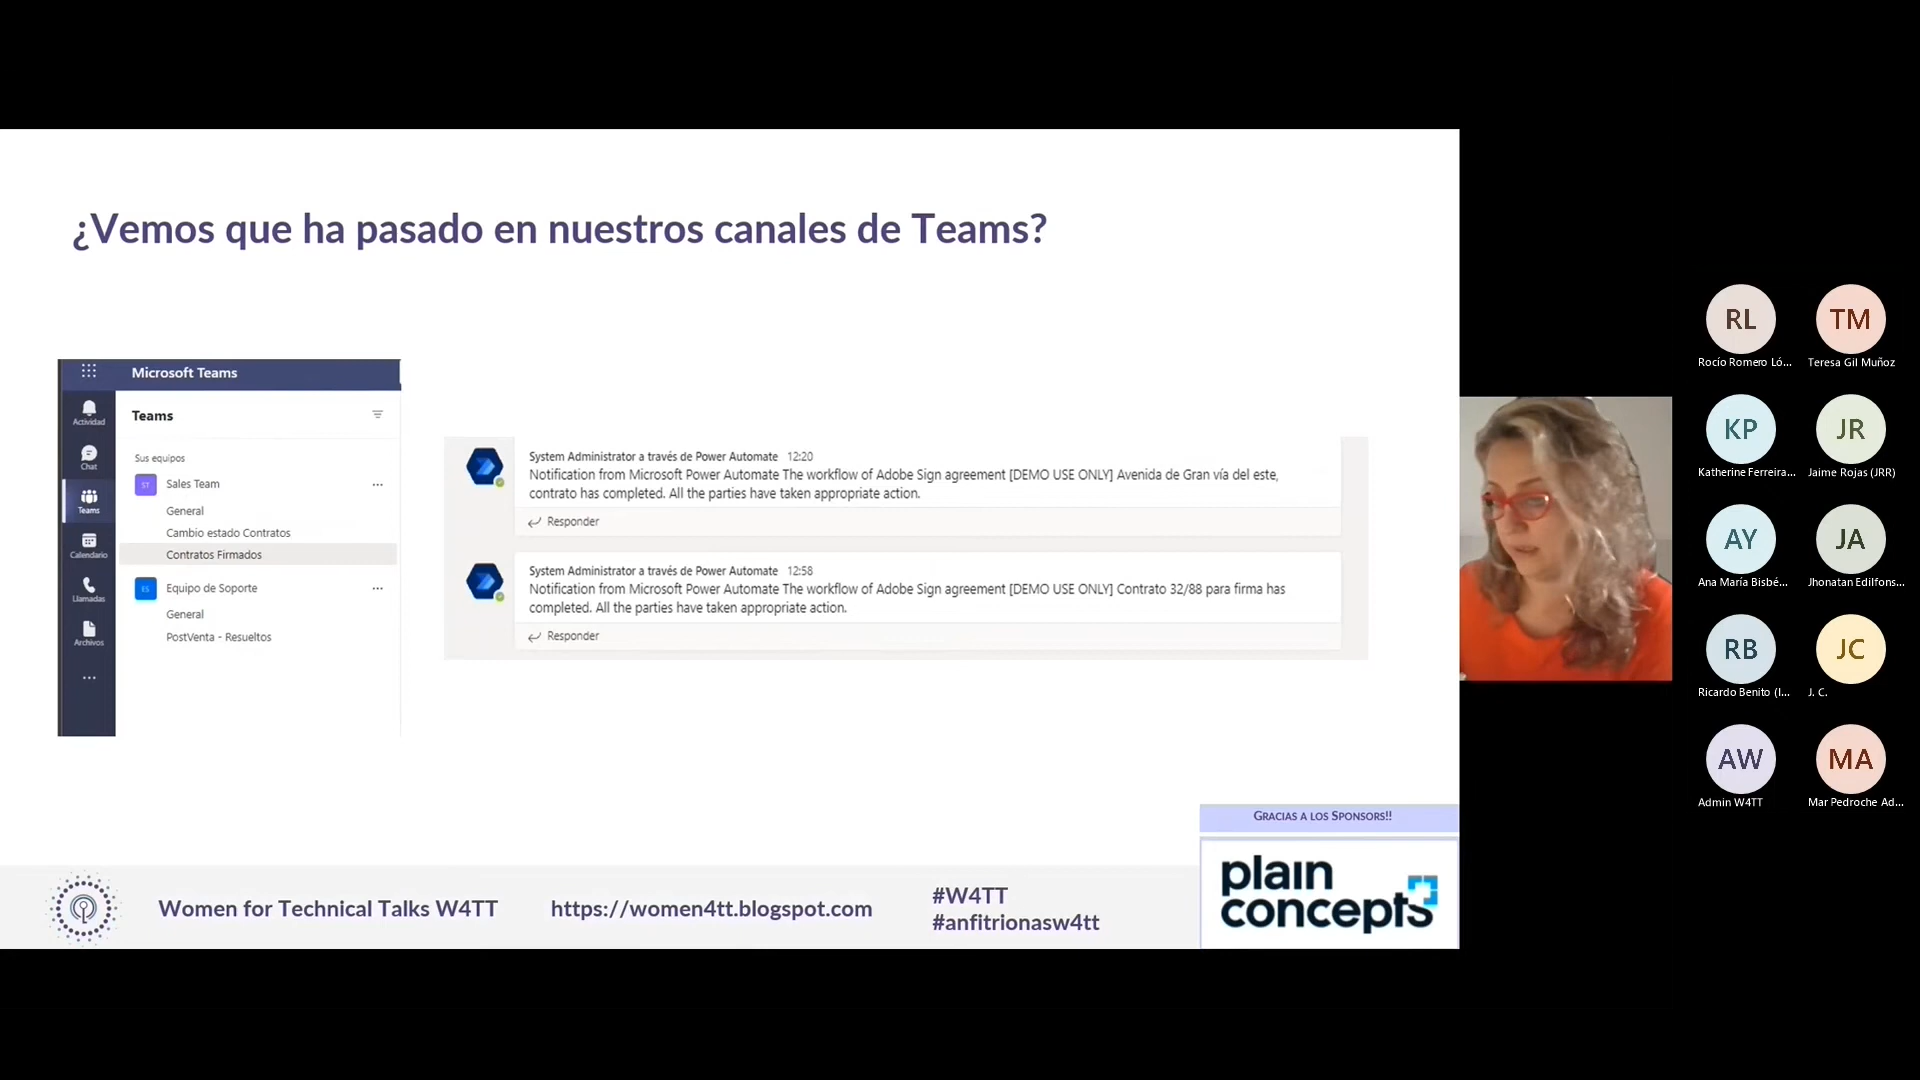 ¿Vemos que ha pasado en nuestros canales de Teams?
Microsoft Teams
Actividad
Chat
Teams
Calendario
Llamadas
Archivos
Teams
Sus equipos
ST
Sales Team
General
Cambio estado Contratos
Contratos Firmados
ES
Equipo de Soporte
General
PostVenta - Resueltos
System Administrator a través de Power Automate 12:20
Notification from Microsoft Power Automate The workflow of Adobe Sign agreement [DEMO USE ONLY] Avenida de Gran vía del este,
contrato has completed. All the parties have taken appropriate action.
Responder
System Administrator a través de Power Automate 12:58
Notification from Microsoft Power Automate The workflow of Adobe Sign agreement [DEMO USE ONLY] Contrato 32/88 para firma has
completed. All the parties have taken appropriate action.
Responder
GRACIAS A LOS SPONSORS!!
plain
concepts
Women for Technical Talks W4TT
https://women4tt.blogspot.com
#W4TT
#anfitrionasw4tt
RL
Rocío Romero Ló...
TM
Teresa Gil Muñoz
KP
Katherine Ferreira...
JR
Jaime Rojas (JRR)
AY
Ana María Bisbé...
JA
Jhonatan Edilfons...
RB
Ricardo Benito (I...
JC
J. C.
AW
Admin W4TT
MA
Mar Pedroche Ad...